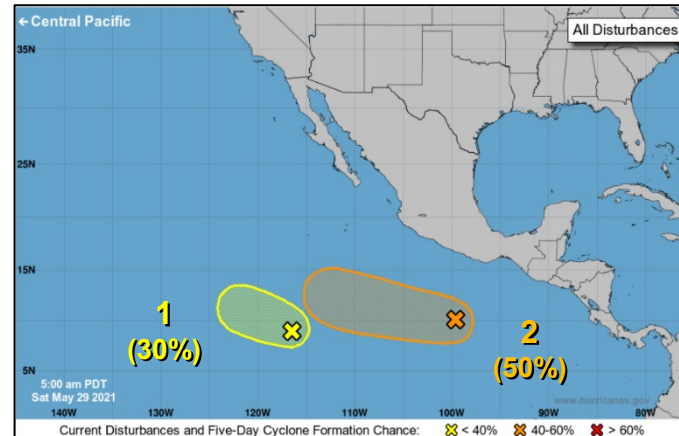 ← Central Pacific
All Disturbances
35N
25N
15N
5N
1
(30%)
2
(50%)
5:00 am PDT
Sat May 29 2021
www.hurricanes.gov
140W 130W 120W 110W 100W 90W 80W
Current Disturbances and Five-Day Cyclone Formation Chance: < 40% 40-60% > 60%